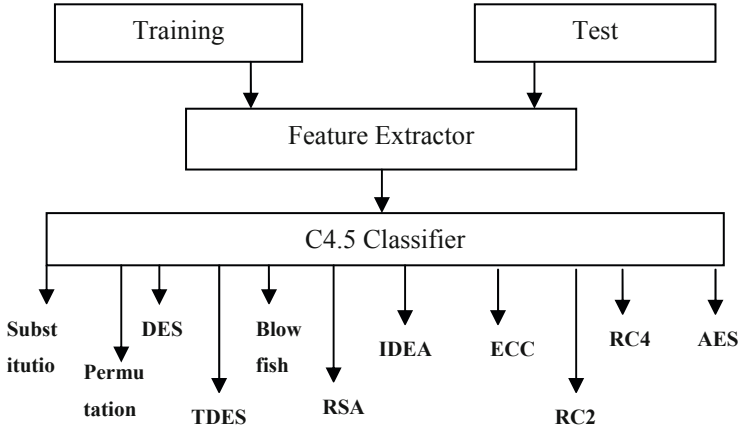 Training
Test
Feature Extractor
C4.5 Classifier
Subst
itutio
Permu
tation
DES
TDES
Blow
fish
RSA
IDEA
ECC
RC2
RC4
AES